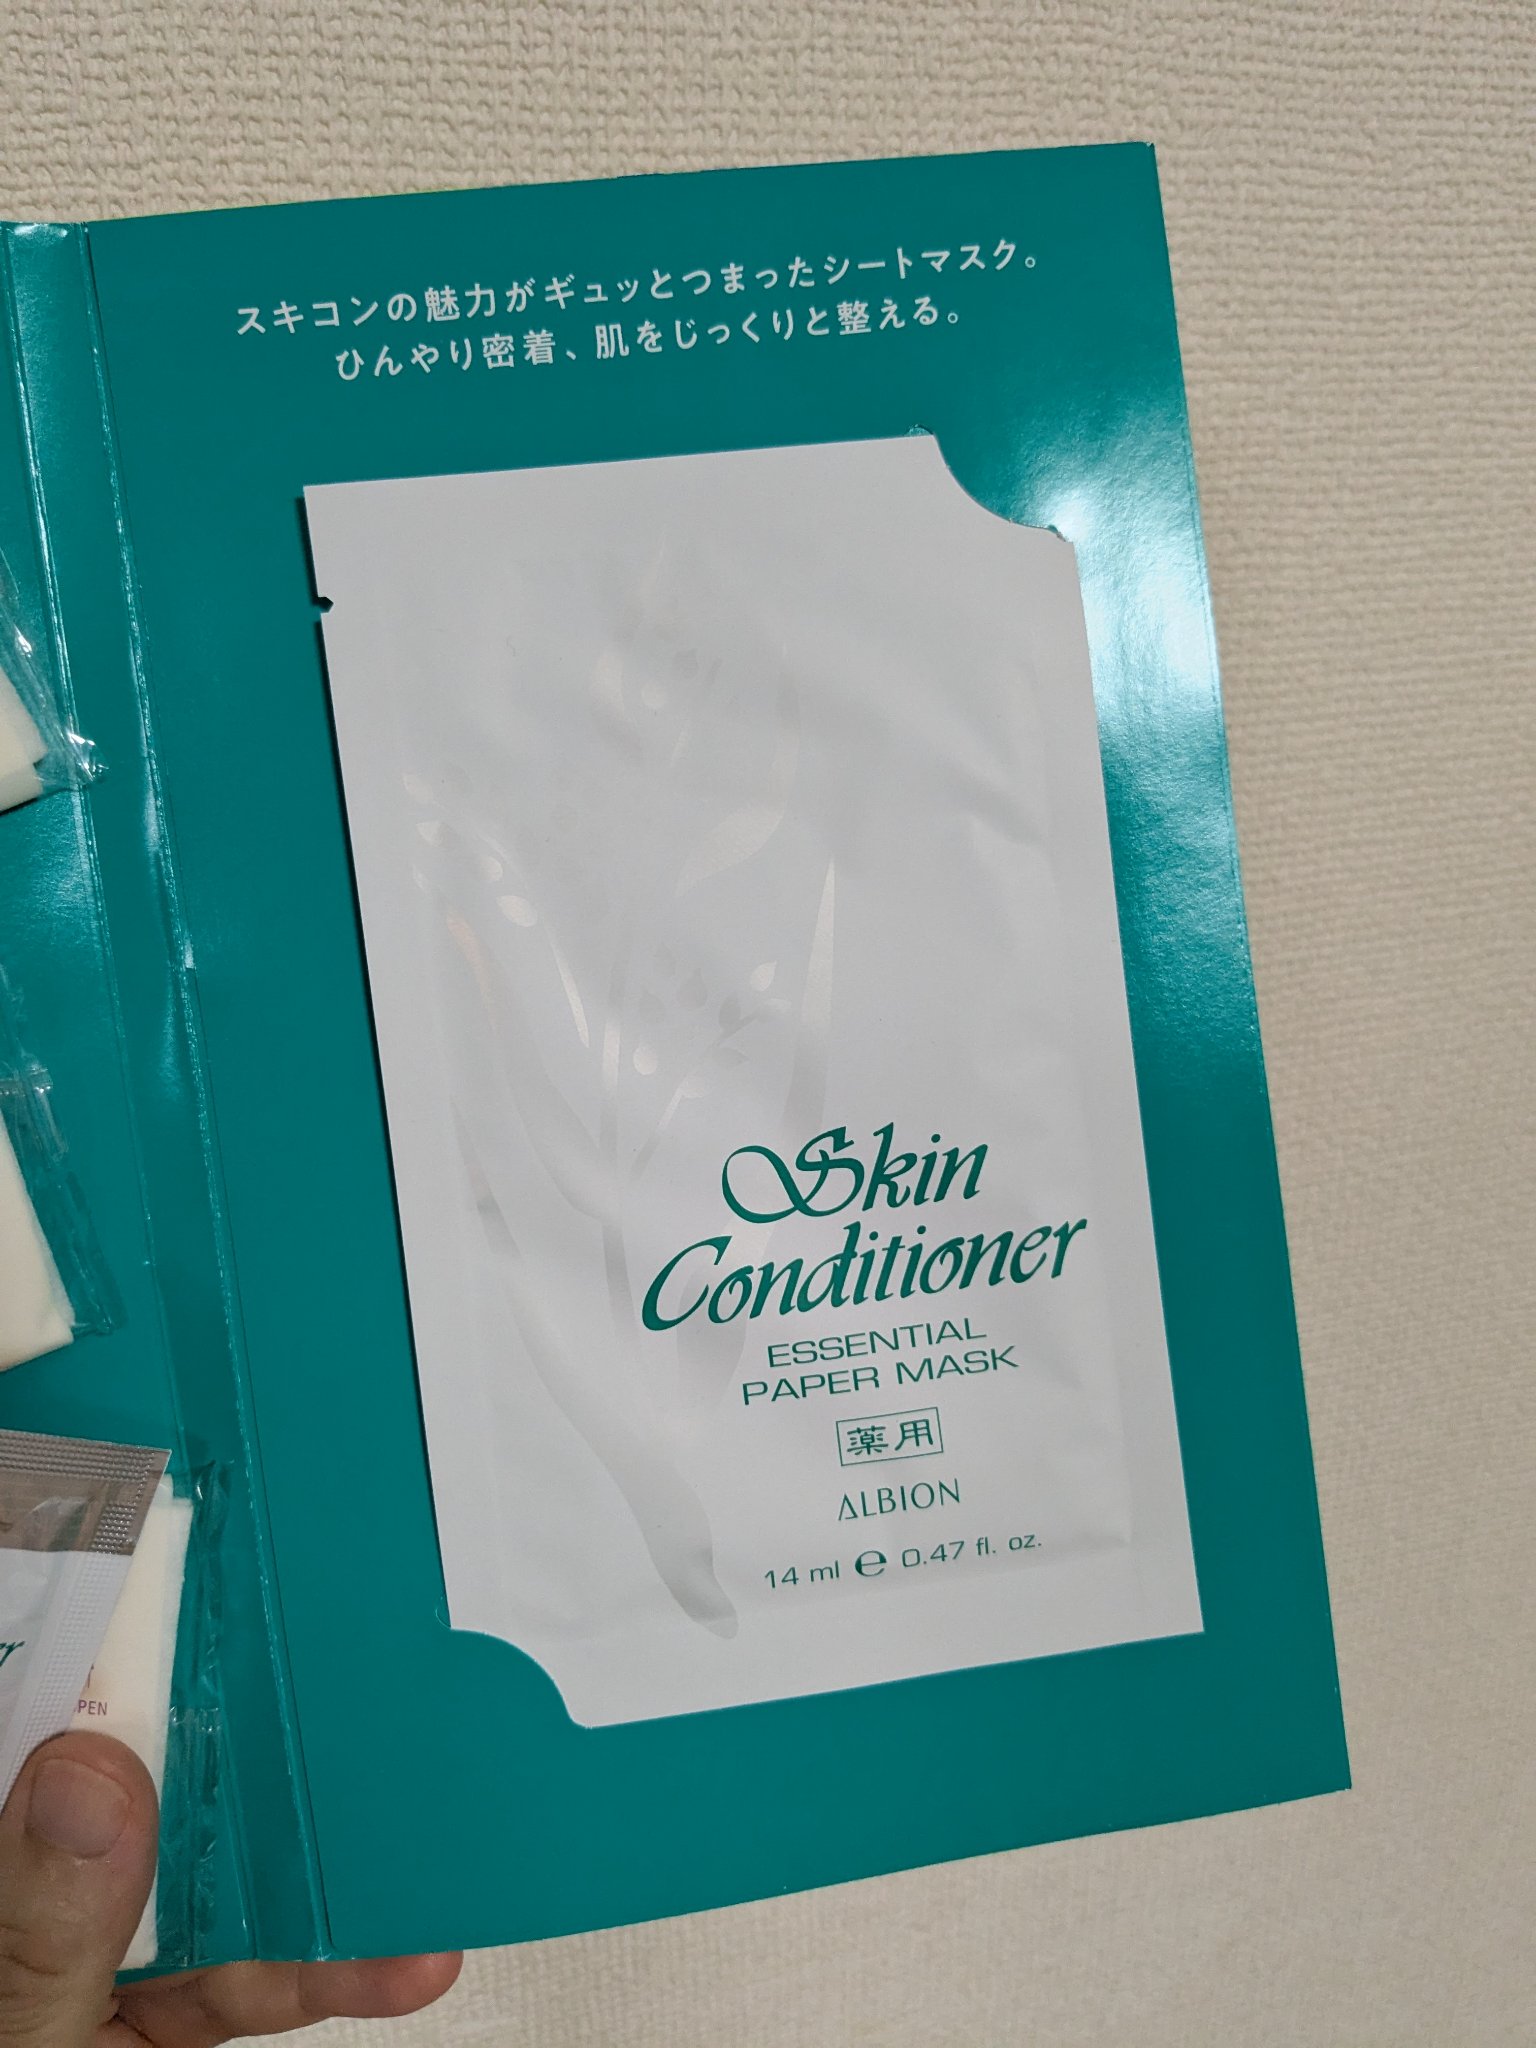 スキコンの魅力がギュッとつまったシートマスク。
ひんやり密着、肌をじっくりと整える。
Skin
Conditioner
ESSENTIAL
PAPER MASK
薬用
ALBION
14 ml ℮ 0.47 fl. oz.